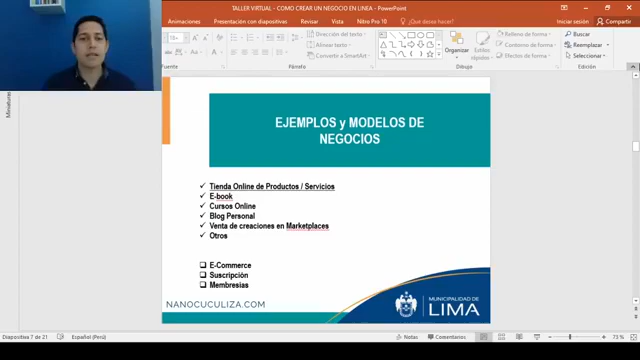 TALLER VIRTUAL - COMO CREAR UN NEGOCIO EN LINEA - PowerPoint
Animaciones Presentación con diapositivas Revisar Vista Nitro Pro 10 ¿Qué desea hacer? Iniciar sesión Compartir
Dirección del texto
Alinear texto
Convertir a SmartArt
Organizar
Relleno de forma
Contorno de forma
Efectos de forma
Buscar
Reemplazar
Seleccionar
Fuente
Párrafo
Dibujo
Edición
Miniaturas
EJEMPLOS y MODELOS DE
NEGOCIOS
✓ Tienda Online de Productos / Servicios
✓ E-book
✓ Cursos Online
✓ Blog Personal
✓ Venta de creaciones en Marketplaces
✓ Otros
❑ E-Commerce
❑ Suscripción
❑ Membresias
NANOCUCULIZA.COM
MUNICIPALIDAD DE
LIMA
Diapositiva 7 de 21 Español (Perú) Notas Comentarios 73 %